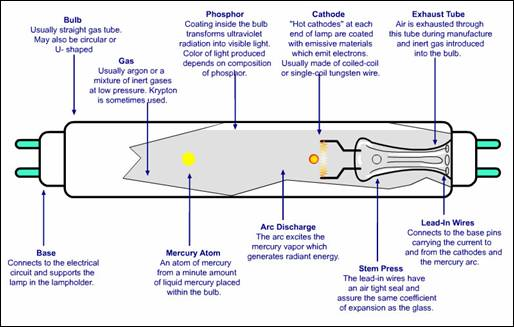 Bulb
Usually straight gas tube.
May also be circular or
U- shaped
Gas
Usually argon or a
mixture of inert gases
at low pressure. Krypton
is sometimes used.
Phosphor
Coating inside the bulb
transforms ultraviolet
radiation into visible light.
Color of light produced
depends on composition
of phosphor.
Cathode
"Hot cathodes" at each
end of lamp are coated
with emissive materials
which emit electrons.
Usually made of coiled-coil
or single-coil tungsten wire.
Exhaust Tube
Air is exhausted through
this tube during manufacture
and inert gas introduced
into the bulb.
Base
Connects to the electrical
circuit and supports the
lamp in the lampholder.
Mercury Atom
An atom of mercury
from a minute amount
of liquid mercury placed
within the bulb.
Arc Discharge
The arc excites the
mercury vapor which
generates radiant energy.
Stem Press
The lead-in wires have
an air tight seal and
assure the same coefficient
of expansion as the glass.
Lead-In Wires
Connects to the base pins
carrying the current to
and from the cathodes and
the mercury arc.